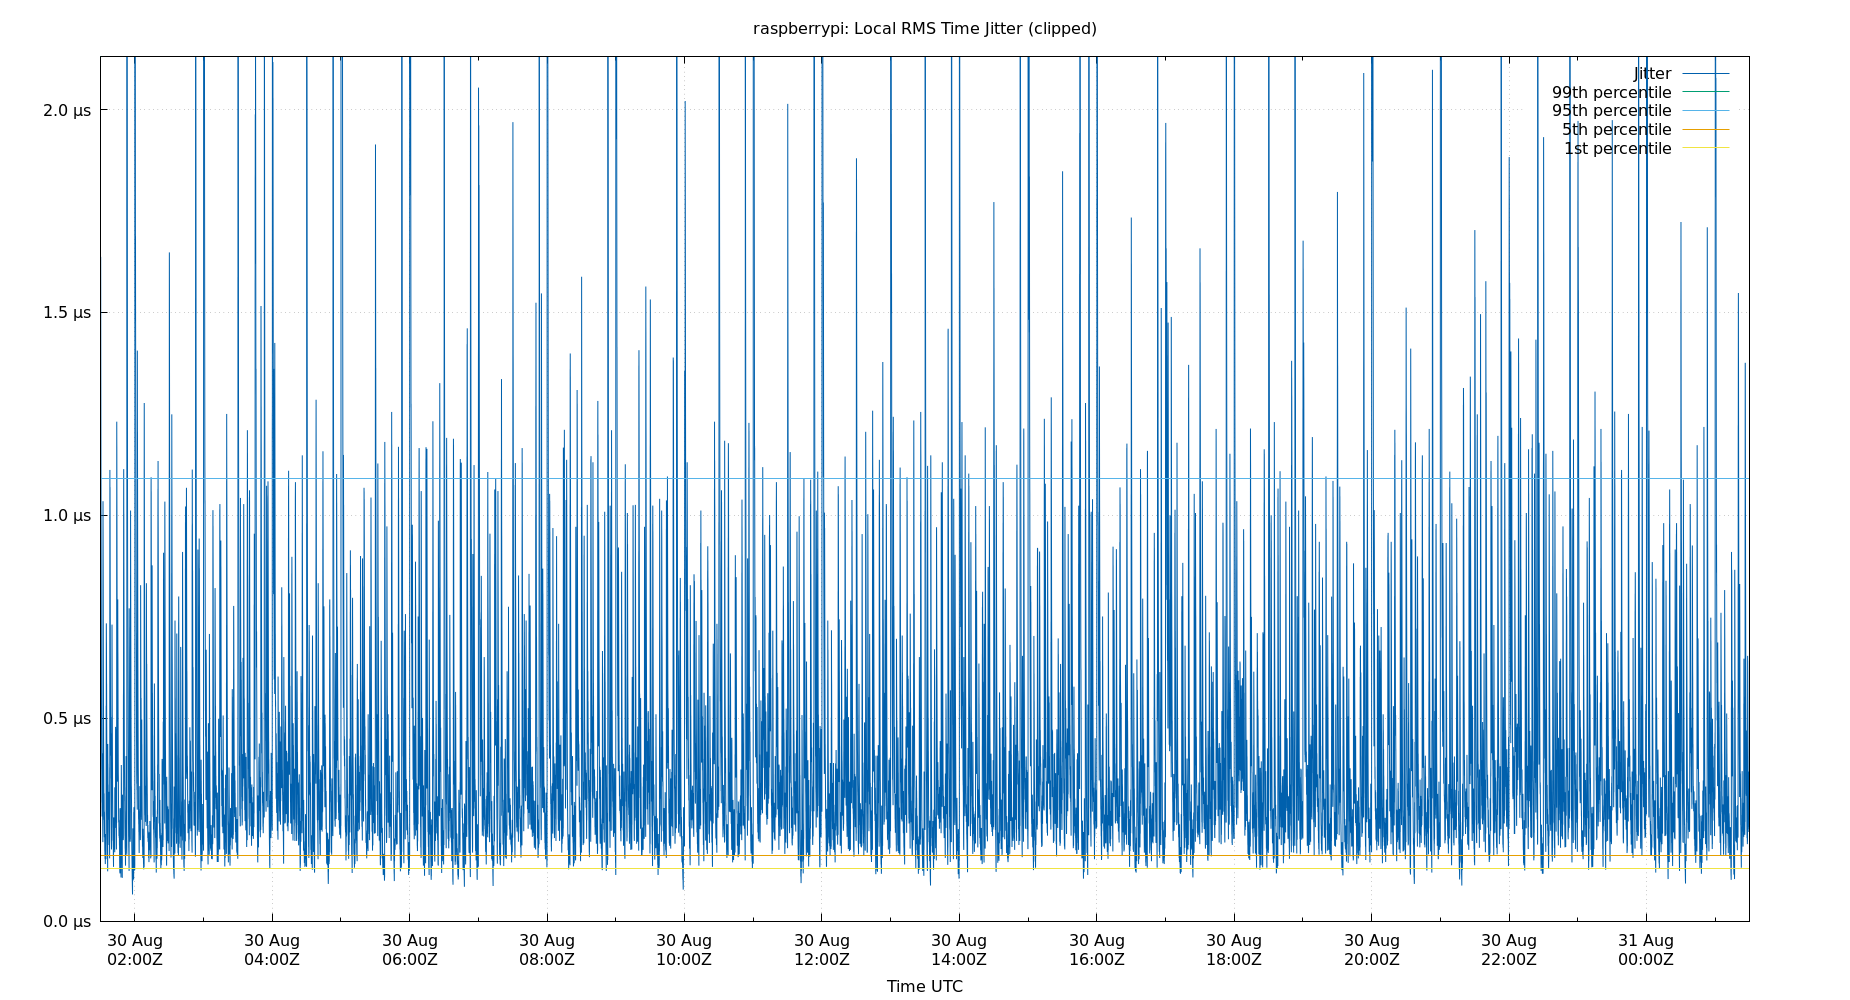 raspberrypi: Local RMS Time Jitter (clipped)
Jitter
99th percentile
95th percentile
5th percentile
1st percentile
2.0 µs
1.5 µs
1.0 µs
0.5 µs
0.0 µs
30 Aug 30 Aug 30 Aug 30 Aug 30 Aug 30 Aug 30 Aug 30 Aug 30 Aug 30 Aug 30 Aug 31 Aug
02:00Z 04:00Z 06:00Z 08:00Z 10:00Z 12:00Z 14:00Z 16:00Z 18:00Z 20:00Z 22:00Z 00:00Z
Time UTC